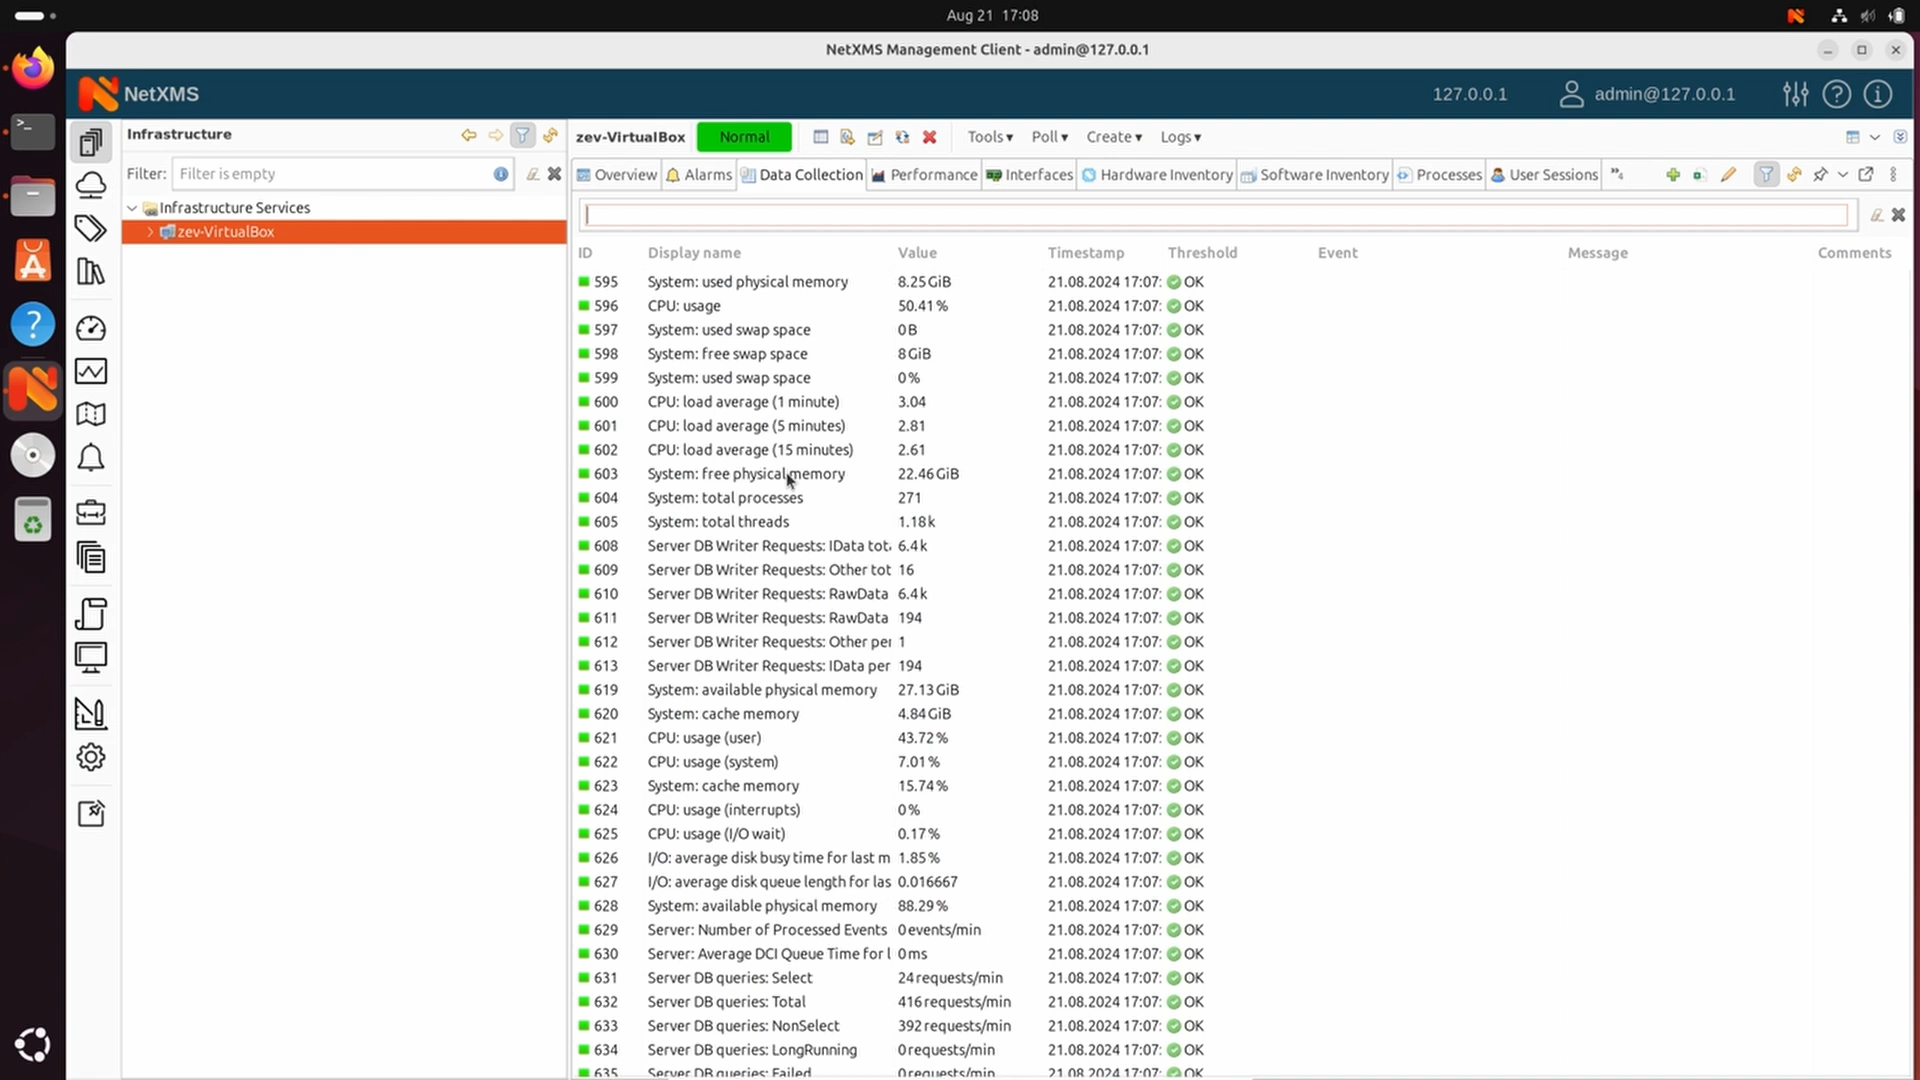 Aug 21 17:08
NetXMS Management Client - admin@127.0.0.1
NetXMS
127.0.0.1
admin@127.0.0.1
Infrastructure
Filter: Filter is empty
Infrastructure Services
zev-VirtualBox
zev-VirtualBox Normal Tools Poll Create Logs
Overview Alarms Data Collection Performance Interfaces Hardware Inventory Software Inventory Processes User Sessions »4
ID Display name Value Timestamp Threshold Event Message Comments
595 System: used physical memory 8.25 GiB 21.08.2024 17:07: OK
596 CPU: usage 50.41 % 21.08.2024 17:07: OK
597 System: used swap space 0 B 21.08.2024 17:07: OK
598 System: free swap space 8 GiB 21.08.2024 17:07: OK
599 System: used swap space 0 % 21.08.2024 17:07: OK
600 CPU: load average (1 minute) 3.04 21.08.2024 17:07: OK
601 CPU: load average (5 minutes) 2.81 21.08.2024 17:07: OK
602 CPU: load average (15 minutes) 2.61 21.08.2024 17:07: OK
603 System: free physical memory 22.46 GiB 21.08.2024 17:07: OK
604 System: total processes 271 21.08.2024 17:07: OK
605 System: total threads 1.18 k 21.08.2024 17:07: OK
608 Server DB Writer Requests: IData tot 6.4 k 21.08.2024 17:07: OK
609 Server DB Writer Requests: Other tot 16 21.08.2024 17:07: OK
610 Server DB Writer Requests: RawData 6.4 k 21.08.2024 17:07: OK
611 Server DB Writer Requests: RawData 194 21.08.2024 17:07: OK
612 Server DB Writer Requests: Other per 1 21.08.2024 17:07: OK
613 Server DB Writer Requests: IData per 194 21.08.2024 17:07: OK
619 System: available physical memory 27.13 GiB 21.08.2024 17:07: OK
620 System: cache memory 4.84 GiB 21.08.2024 17:07: OK
621 CPU: usage (user) 43.72 % 21.08.2024 17:07: OK
622 CPU: usage (system) 7.01 % 21.08.2024 17:07: OK
623 System: cache memory 15.74 % 21.08.2024 17:07: OK
624 CPU: usage (interrupts) 0 % 21.08.2024 17:07: OK
625 CPU: usage (I/O wait) 0.17 % 21.08.2024 17:07: OK
626 I/O: average disk busy time for last m 1.85 % 21.08.2024 17:07: OK
627 I/O: average disk queue length for las 0.016667 21.08.2024 17:07: OK
628 System: available physical memory 88.29 % 21.08.2024 17:07: OK
629 Server: Number of Processed Events 0 events/min 21.08.2024 17:07: OK
630 Server: Average DCI Queue Time for l 0 ms 21.08.2024 17:07: OK
631 Server DB queries: Select 24 requests/min 21.08.2024 17:07: OK
632 Server DB queries: Total 416 requests/min 21.08.2024 17:07: OK
633 Server DB queries: NonSelect 392 requests/min 21.08.2024 17:07: OK
634 Server DB queries: LongRunning 0 requests/min 21.08.2024 17:07: OK
635 Server DB queries: Failed 0 requests/min 21.08.2024 17:07: OK